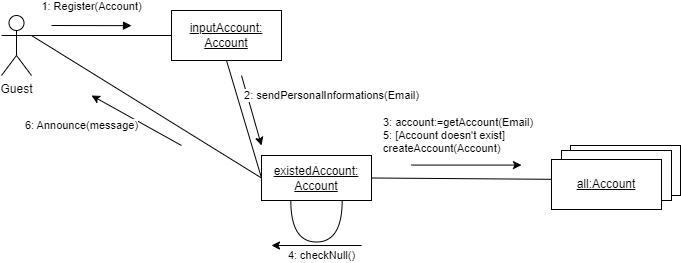 1: Register(Account)
inputAccount:
Account
Guest
2: sendPersonalInformations(Email)
6: Announce(message)
3: account:=getAccount(Email)
5: [Account doesn't exist]
createAccount(Account)
existedAccount:
Account
all:Account
4: checkNull()